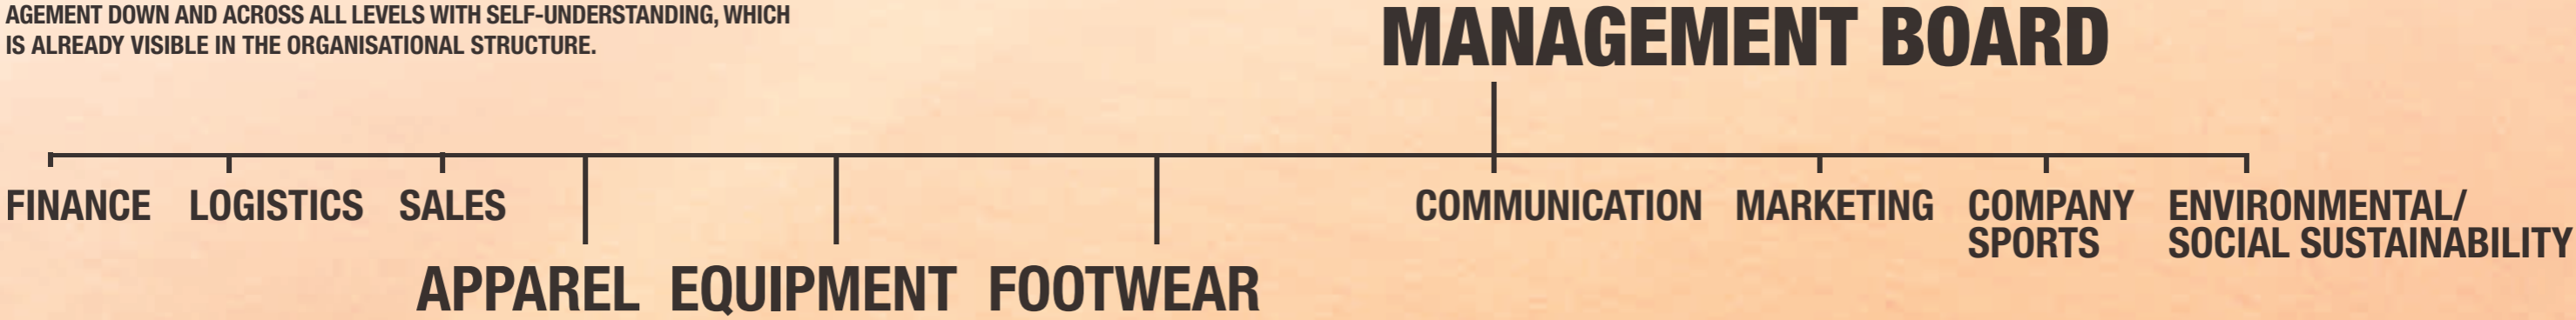 AGEMENT DOWN AND ACROSS ALL LEVELS WITH SELF-UNDERSTANDING, WHICH
IS ALREADY VISIBLE IN THE ORGANISATIONAL STRUCTURE.
MANAGEMENT BOARD
FINANCE LOGISTICS SALES COMMUNICATION MARKETING COMPANY ENVIRONMENTAL/
SPORTS SOCIAL SUSTAINABILITY
APPAREL EQUIPMENT FOOTWEAR